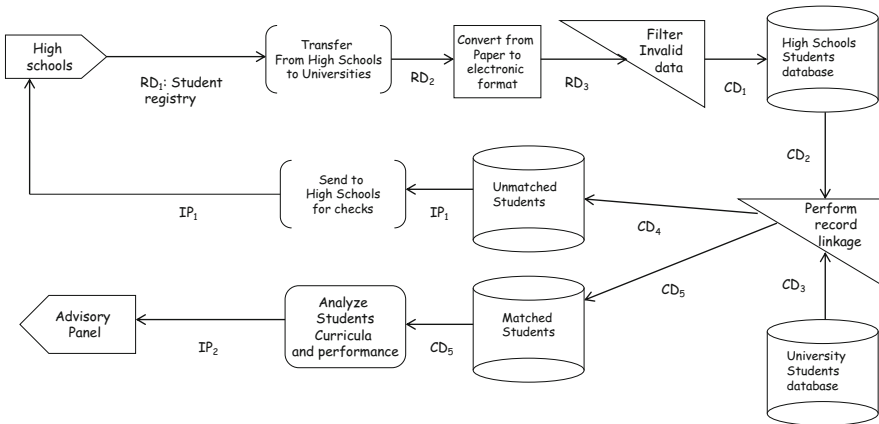 High
schools
RD₁: Student
registry
Transfer
From High Schools
to Universities
RD₂
Convert from
Paper to
electronic
format
RD₃
Filter
Invalid
data
CD₁
High Schools
Students
database
CD₂
IP₁
Send to
High Schools
for checks
IP₁
Unmatched
Students
CD₄
Perform
record
linkage
CD₅
CD₃
Advisory
Panel
IP₂
Analyze
Students
Curricula
and performance
CD₅
Matched
Students
University
Students
database